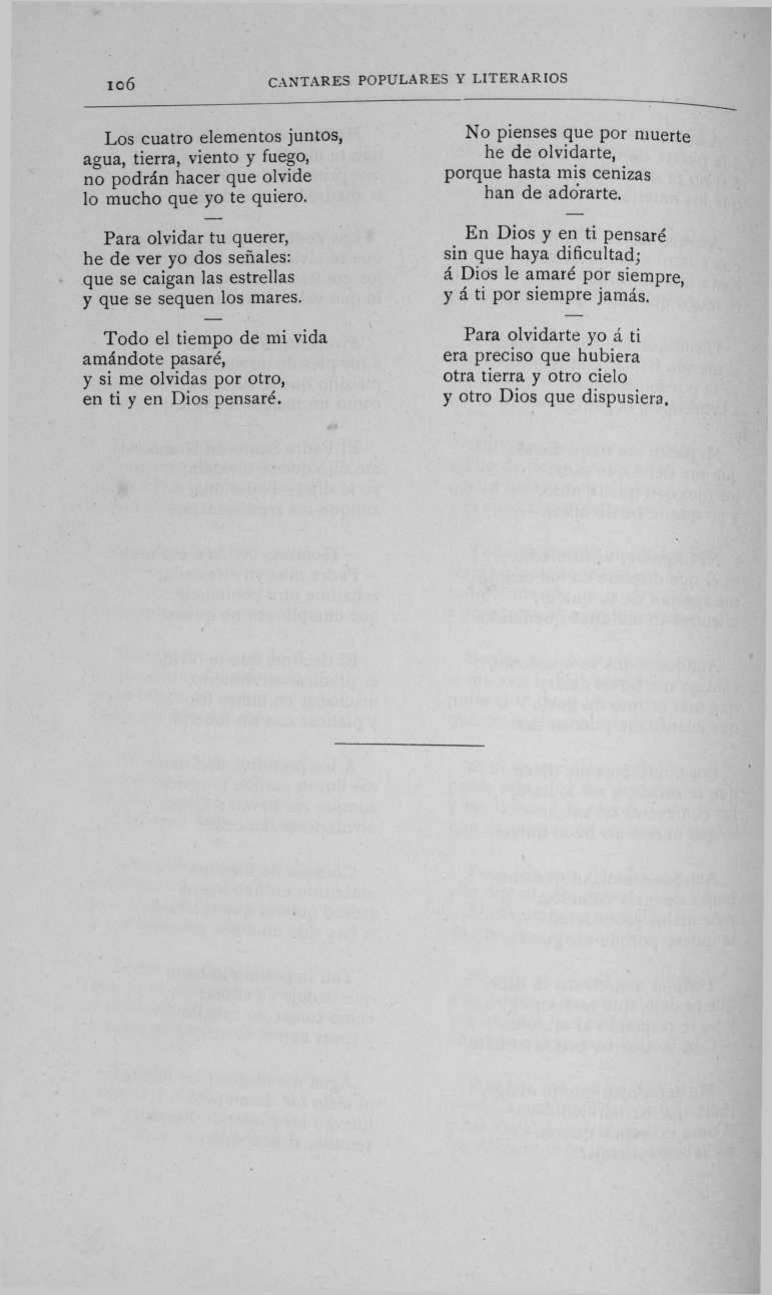 106
CANTARES POPULARES Y LITERARIOS
Los cuatro elementos juntos,
agua, tierra, viento y fuego,
no podrán hacer que olvide
lo mucho que yo te quiero.
Para olvidar tu querer,
he de ver yo dos señales:
que se caigan las estrellas
y que se sequen los mares.
Todo el tiempo de mi vida
amándote pasaré,
y si me olvidas por otro,
en ti y en Dios pensaré.
No pienses que por muerte
he de olvidarte,
porque hasta mis cenizas
han de adorarte.
En Dios y en ti pensaré
sin que haya dificultad;
á Dios le amaré por siempre,
y á ti por siempre jamás.
Para olvidarte yo á ti
era preciso que hubiera
otra tierra y otro cielo
y otro Dios que dispusiera.